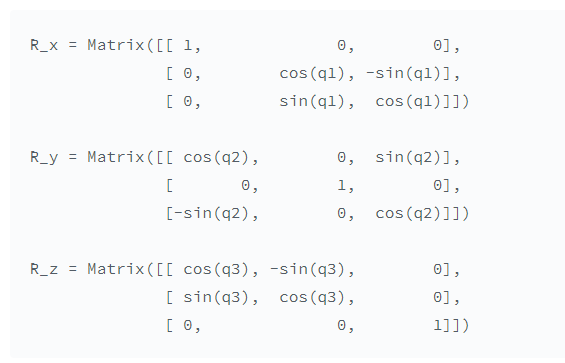 R_x = Matrix([[ 1, 0, 0],
[ 0, cos(q1), -sin(q1)],
[ 0, sin(q1), cos(q1)]])
R_y = Matrix([[ cos(q2), 0, sin(q2)],
[ 0, 1, 0],
[-sin(q2), 0, cos(q2)]])
R_z = Matrix([[ cos(q3), -sin(q3), 0],
[ sin(q3), cos(q3), 0],
[ 0, 0, 1]])